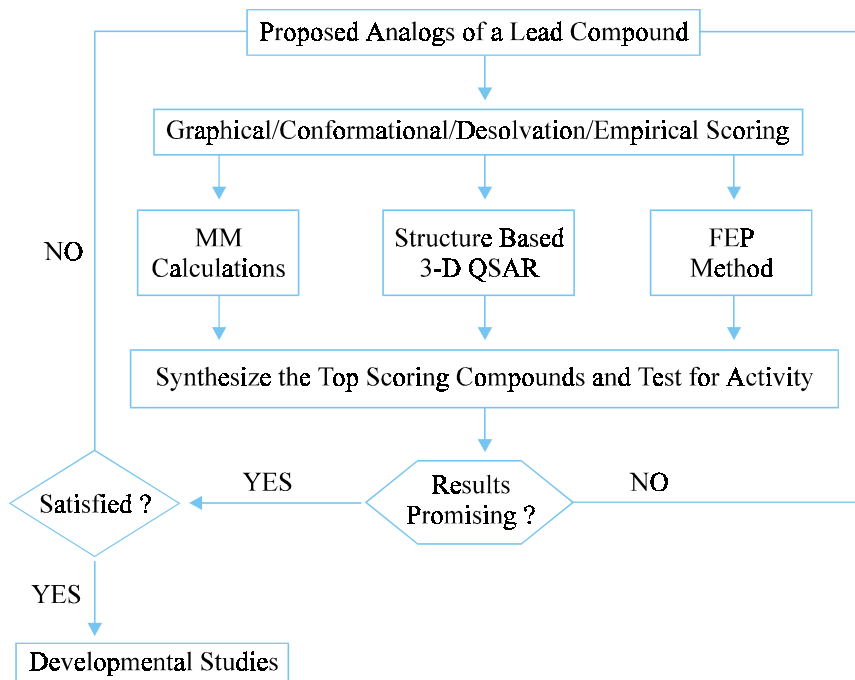 Proposed Analogs of a Lead Compound
Graphical/Conformational/Desolvation/Empirical Scoring
MM
Calculations
Structure Based
3-D QSAR
FEP
Method
NO
Synthesize the Top Scoring Compounds and Test for Activity
Satisfied ?
YES
Results
Promising ?
NO
YES
Developmental Studies